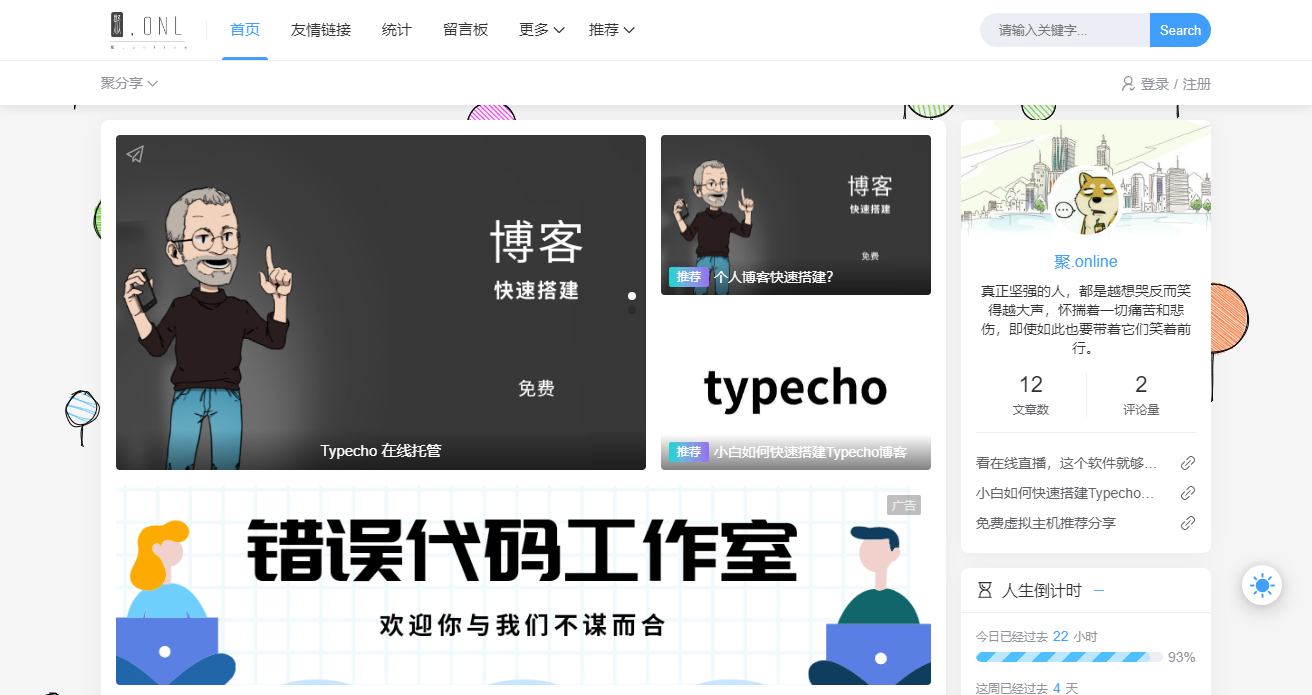 .ONL
首页
友情链接
统计
留言板
更多
推荐
请输入关键字...
Search
聚分享
登录 / 注册
博客
快速搭建
免费
Typecho 在线托管
博客
快速搭建
免费
推荐 个人博客快速搭建?
typecho
推荐 小白如何快速搭建Typecho博客
广告
错误代码工作室
欢迎你与我们不谋而合
聚.online
真正坚强的人，都是越想哭反而笑
得越大声，怀揣着一切痛苦和悲
伤，即使如此也要带着它们笑着前
行。
12
文章数
2
评论量
看在线直播，这个软件就够...
小白如何快速搭建Typecho...
免费虚拟主机推荐分享
人生倒计时
今日已经过去 22 小时
93%
这周已经过去 4 天